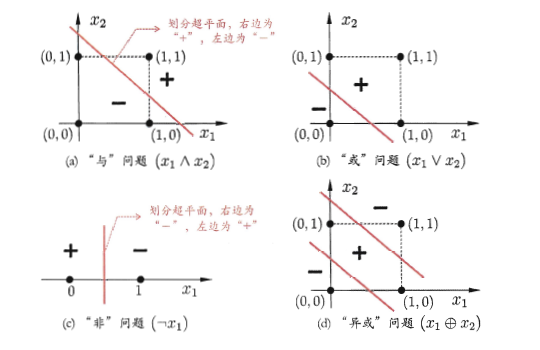 x₂
划分超平面，右边为
“+”，左边为“−”
(0,1)
(1,1)
+
−
(0,0)
(1,0)
x₁
(a) “与”问题 (x₁ ∧ x₂)
x₂
(0,1)
(1,1)
+
−
(0,0)
(1,0)
x₁
(b) “或”问题 (x₁ ∨ x₂)
划分超平面，右边为
“−”，左边为“+”
+
−
0
1
x₁
(c) “非”问题 (¬x₁)
x₂
−
(0,1)
(1,1)
+
−
(0,0)
(1,0)
x₁
(d) “异或”问题 (x₁ ⊕ x₂)